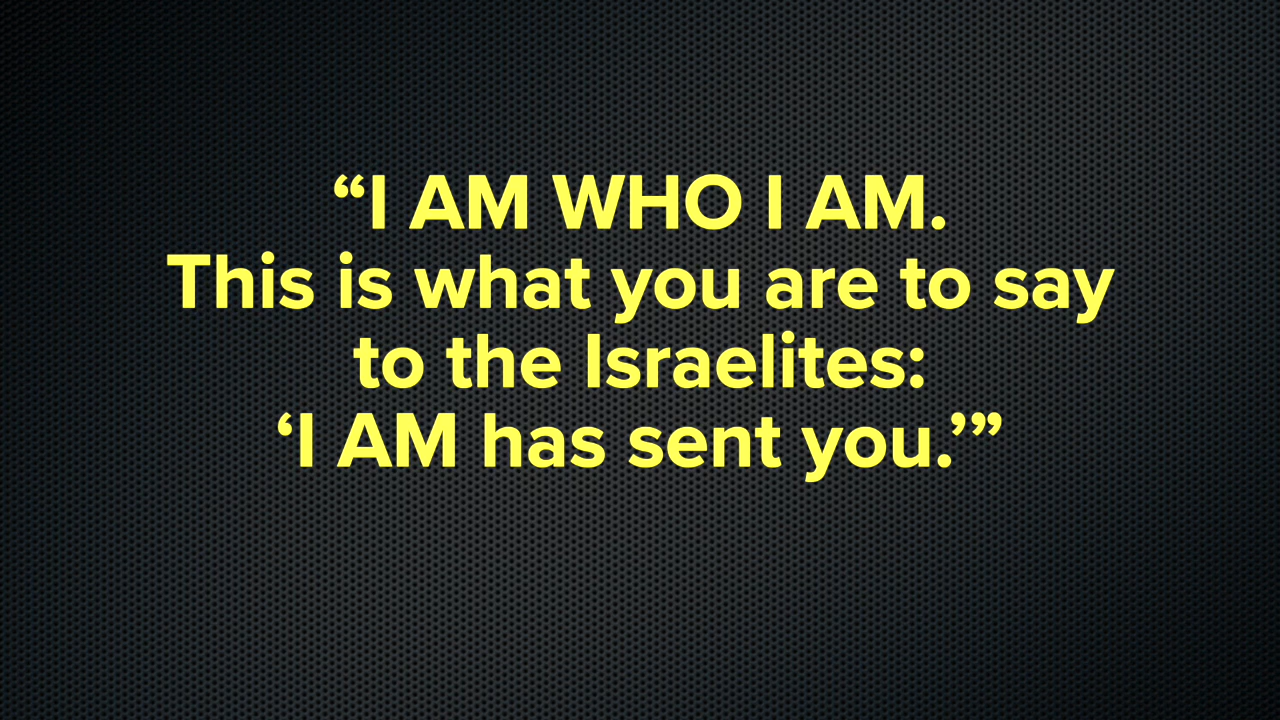 “I AM WHO I AM.
This is what you are to say
to the Israelites:
‘I AM has sent you.’”